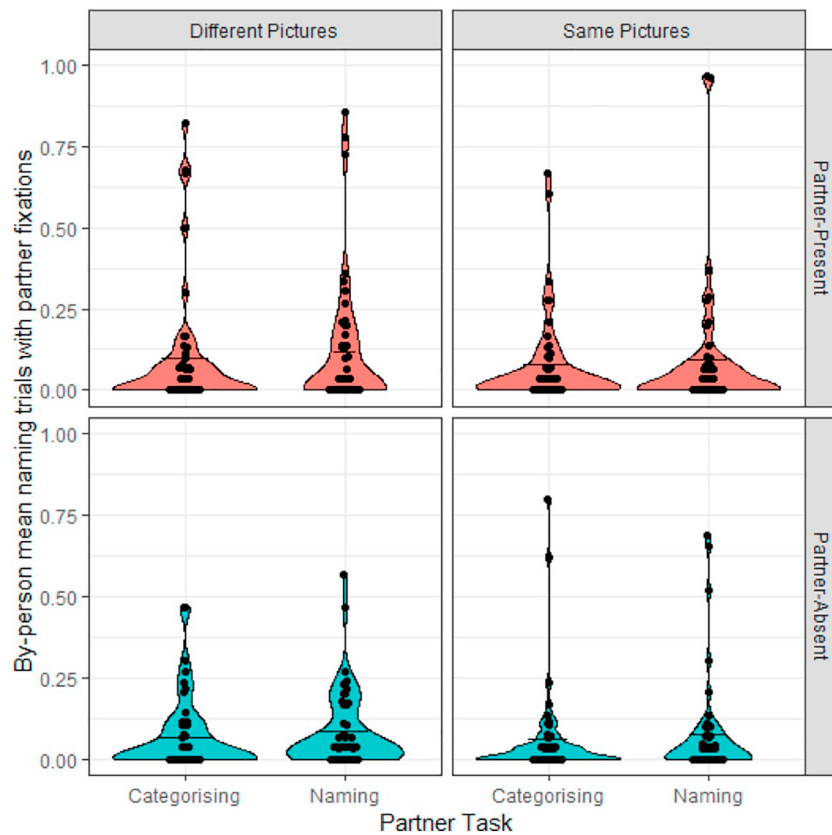 Different Pictures
Same Pictures
By-person mean naming trials with partner fixations
1.00
0.75
0.50
0.25
0.00
Partner-Present
1.00
0.75
0.50
0.25
0.00
Partner-Absent
Categorising
Naming
Categorising
Naming
Partner Task